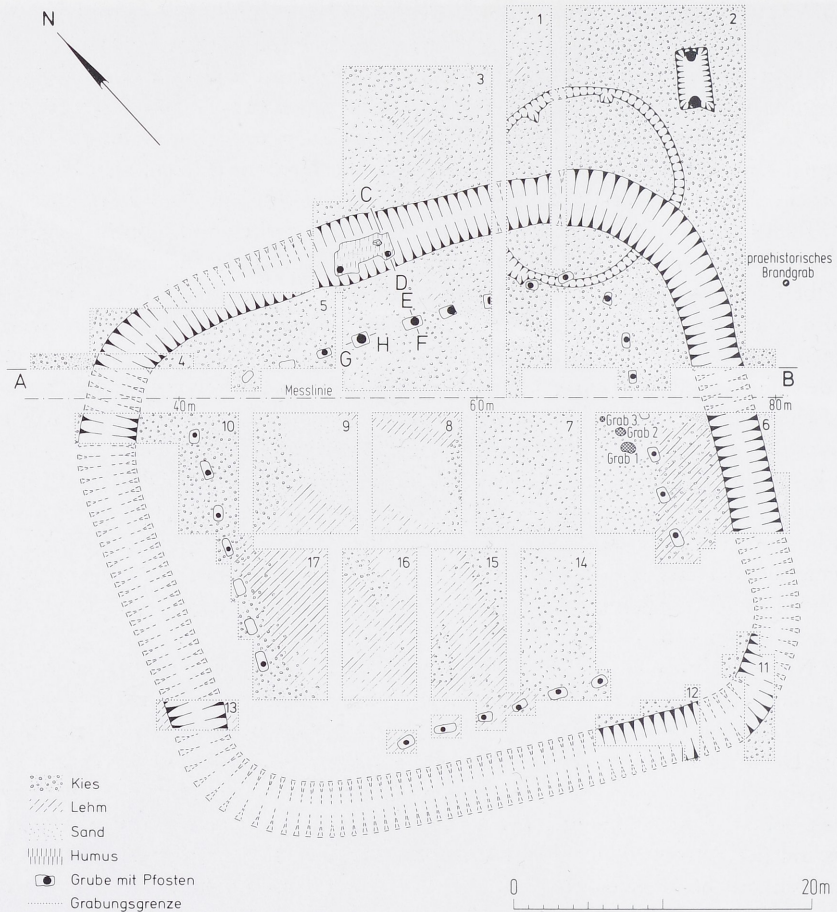 N
1
2
3
C
praehistorisches
Brandgrab
D
E
5
G
H
F
4
A
B
Messlinie
40m
60m
80m
10
9
8
7
6
Grab 3
Grab 2
Grab 1
17
16
15
14
11
12
13
Kies
Lehm
Sand
Humus
Grube mit Pfosten
Grabungsgrenze
0
20m